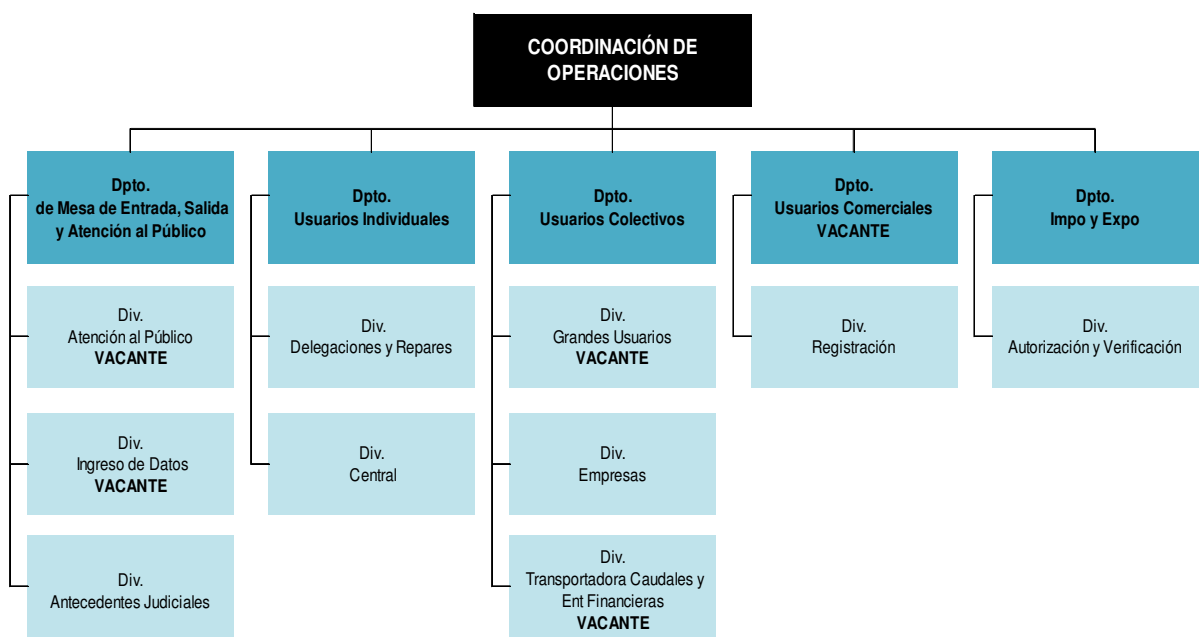 COORDINACIÓN DE
OPERACIONES
Dpto.
de Mesa de Entrada, Salida
y Atención al Público
Div.
Atención al Público
VACANTE
Div.
Ingreso de Datos
VACANTE
Div.
Antecedentes Judiciales
Dpto.
Usuarios Individuales
Div.
Delegaciones y Repares
Div.
Central
Dpto.
Usuarios Colectivos
Div.
Grandes Usuarios
VACANTE
Div.
Empresas
Div.
Transportadora Caudales y
Ent Financieras
VACANTE
Dpto.
Usuarios Comerciales
VACANTE
Div.
Registración
Dpto.
Impo y Expo
Div.
Autorización y Verificación